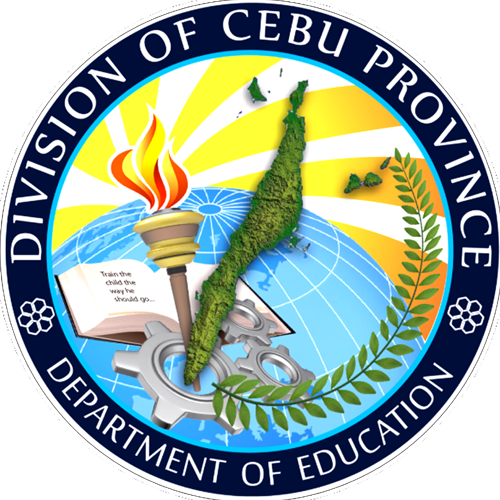 DIVISION OF CEBU PROVINCE
Train the
child the
way he
should go...
DEPARTMENT OF EDUCATION